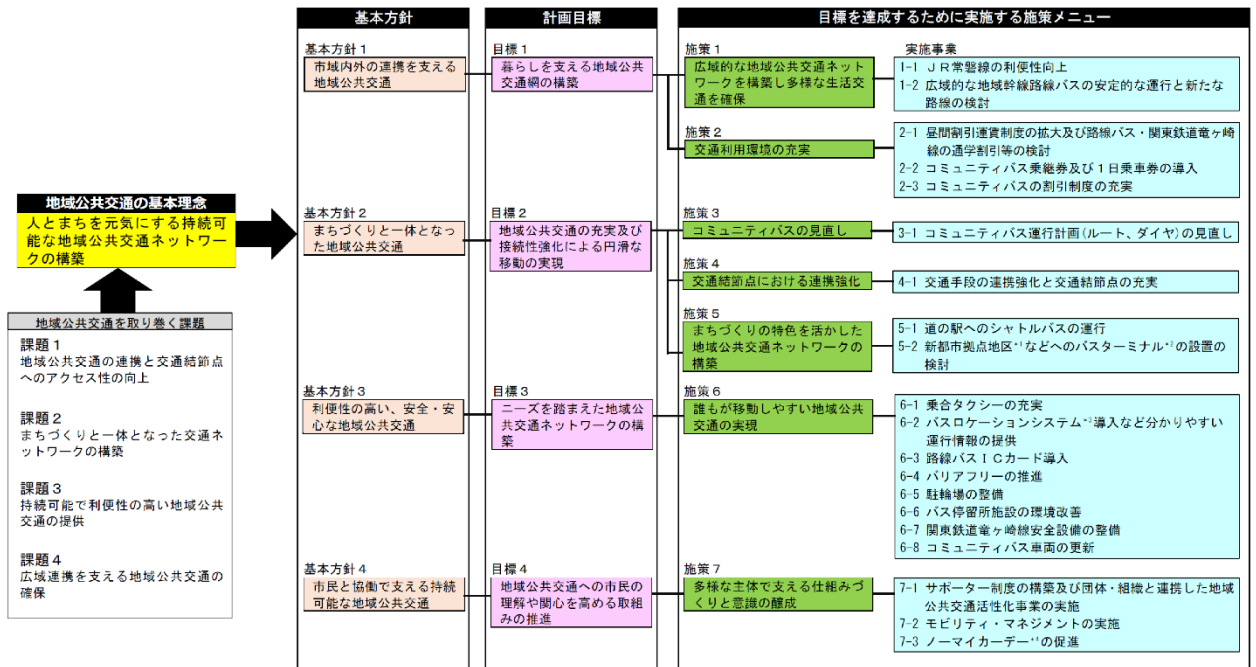 基本方針
計画目標
目標を達成するために実施する施策メニュー
地域公共交通の基本理念
人とまちを元気にする持続可
能な地域公共交通ネットワー
クの構築
地域公共交通を取り巻く課題
課題１
地域公共交通の連携と交通結節点
へのアクセス性の向上
課題２
まちづくりと一体となった交通ネ
ットワークの構築
課題３
持続可能で利便性の高い地域公共
交通の提供
課題４
広域連携を支える地域公共交通の
確保
基本方針１
市域内外の連携を支える
地域公共交通
目標１
暮らしを支える地域公共
交通網の構築
施策１
広域的な地域公共交通ネット
ワークを構築し多様な生活交
通を確保
実施事業
1-1 ＪＲ常磐線の利便性向上
1-2 広域的な地域幹線路線バスの安定的な運行と新たな
路線の検討
施策２
交通利用環境の充実
2-1 昼間割引運賃制度の拡大及び路線バス・関東鉄道竜ヶ崎
線の通学割引等の検討
2-2 コミュニティバス乗継券及び１日乗車券の導入
2-3 コミュニティバスの割引制度の充実
基本方針２
まちづくりと一体となっ
た地域公共交通
目標２
地域公共交通の充実及び
接続性強化による円滑な
移動の実現
施策３
コミュニティバスの見直し
3-1 コミュニティバス運行計画(ルート、ダイヤ)の見直し
施策４
交通結節点における連携強化
4-1 交通手段の連携強化と交通結節点の充実
施策５
まちづくりの特色を活かした
地域公共交通ネットワークの
構築
5-1 道の駅へのシャトルバスの運行
5-2 新都市拠点地区*1などへのバスターミナル*2の設置の
検討
基本方針３
利便性の高い、安全・安
心な地域公共交通
目標３
ニーズを踏まえた地域公
共交通ネットワークの構
築
施策６
誰もが移動しやすい地域公共
交通の実現
6-1 乗合タクシーの充実
6-2 バスロケーションシステム*3導入など分かりやすい
運行情報の提供
6-3 路線バスＩＣカード導入
6-4 バリアフリーの推進
6-5 駐輪場の整備
6-6 バス停留所施設の環境改善
6-7 関東鉄道竜ヶ崎線安全設備の整備
6-8 コミュニティバス車両の更新
基本方針４
市民と協働で支える持続
可能な地域公共交通
目標４
地域公共交通への市民の
理解や関心を高める取組
みの推進
施策７
多様な主体で支える仕組みづ
くりと意識の醸成
7-1 サポーター制度の構築及び団体・組織と連携した地域
公共交通活性化事業の実施
7-2 モビリティ・マネジメントの実施
7-3 ノーマイカーデー*4の促進